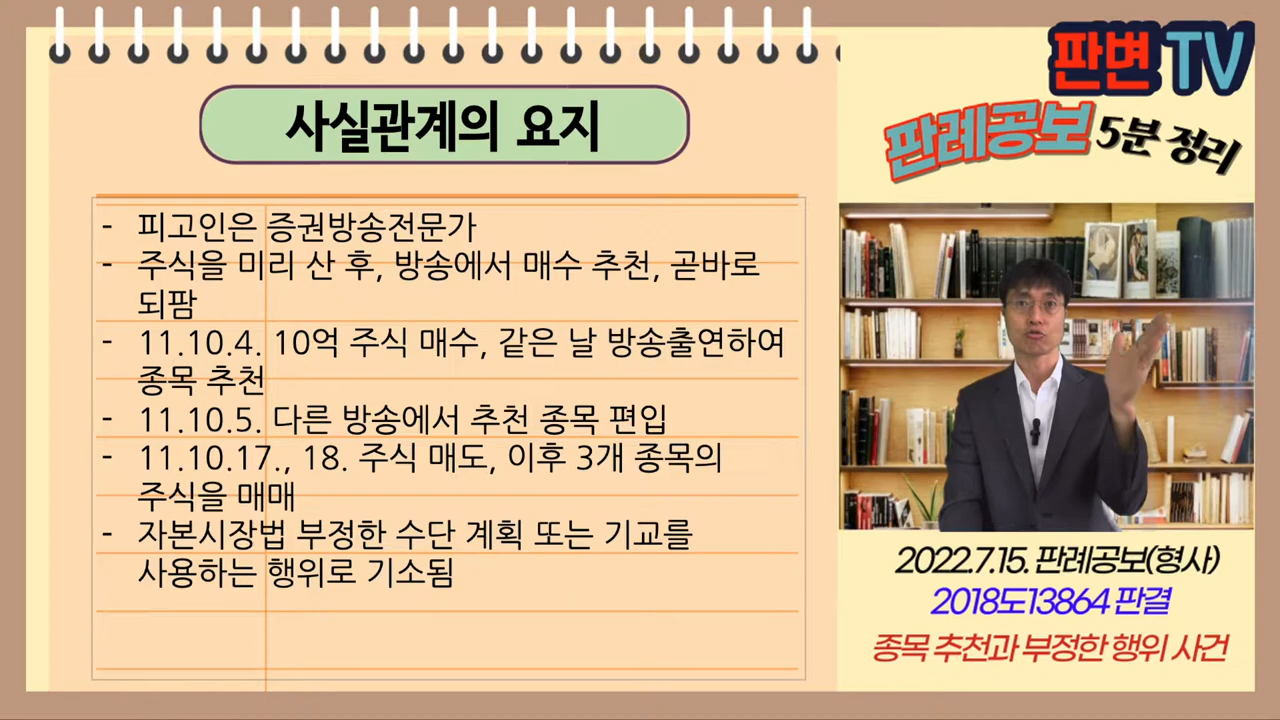 사실관계의 요지
- 피고인은 증권방송전문가
- 주식을 미리 산 후, 방송에서 매수 추천, 곧바로
되팜
- 11.10.4. 10억 주식 매수, 같은 날 방송출연하여
종목 추천
- 11.10.5. 다른 방송에서 추천 종목 편입
- 11.10.17., 18. 주식 매도, 이후 3개 종목의
주식을 매매
- 자본시장법 부정한 수단 계획 또는 기교를
사용하는 행위로 기소됨
판변 TV
판례공보 5분 정리
2022.7.15. 판례공보(형사)
2018도13864 판결
종목 추천과 부정한 행위 사건